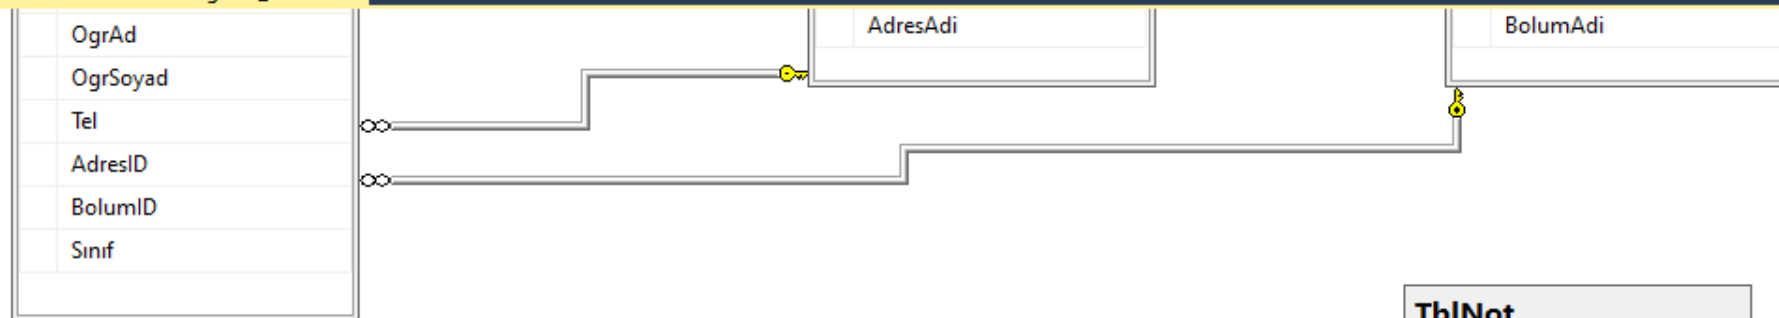 OgrAd
OgrSoyad
Tel
AdresID
BolumID
Sınıf
AdresAdi
BolumAdi
TblNot